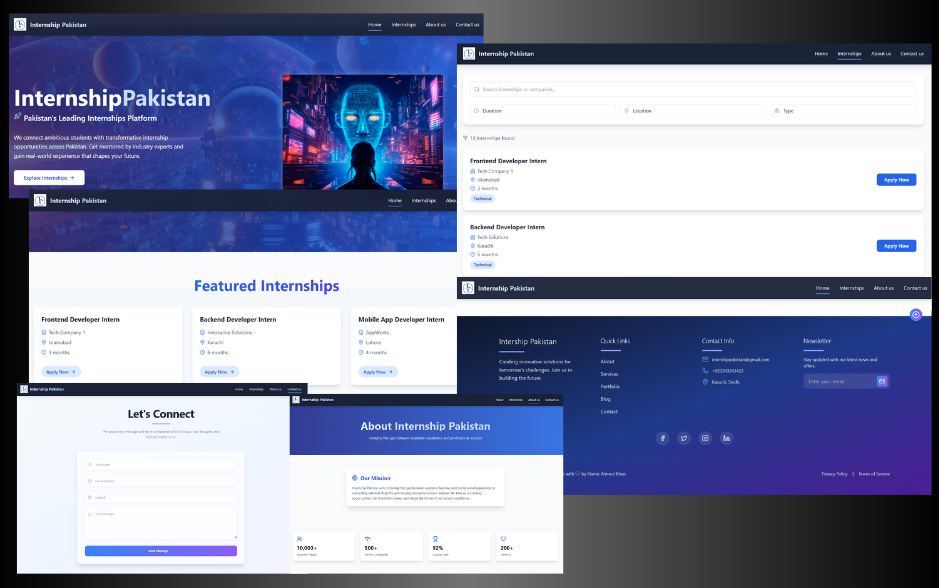 Internship Pakistan
Home Internships About us Contact us
InternshipPakistan
Pakistan's Leading Internships Platform
We connect ambitious students with transformative internship
opportunities across Pakistan. Get mentored by industry experts and
gain real-world experience that shapes your future.
Explore Internships →
Internship Pakistan
Home Internships About us Contact us
Search internships or companies...
Duration
Location
Type
10 internships found
Frontend Developer Intern
Tech Company 1
Islamabad
3 months
Technical
Apply Now
Backend Developer Intern
Tech Solutions
Karachi
6 months
Technical
Apply Now
Internship Pakistan
Home Internships Abou
Featured Internships
Frontend Developer Intern
Tech Company 1
Islamabad
3 months
Apply Now →
Backend Developer Intern
Innovative Solutions
Karachi
6 months
Apply Now →
Mobile App Developer Intern
AppWorks
Lahore
4 months
Apply Now →
Internship Pakistan
Home Internships About us Contact us
Intership Pakistan
Creating innovative solutions for
tomorrow's challenges. Join us in
building the future.
Quick Links
About
Services
Portfolio
Blog
Contact
Contact Info
+923243243423
Karachi, Sindh
Newsletter
Stay updated with our latest news and
offers.
Enter your email
with by Hamiz Ahmed Khan
Privacy Policy | Terms of Service
Internship Pakistan
Home Internships About us Contact us
Let's Connect
Your Name
Email Address
Subject
Your Message
Send Message
Internship Pakistan
Home Internships About us Contact us
About Internship Pakistan
Bridging the gap between academic excellence and professional success
Our Mission
10,000+
500+
92%
200+